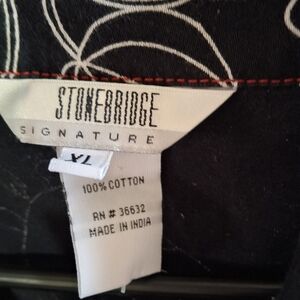 STONEBRIDGE
SIGNATURE
XL
100% COTTON
RN # 36632
MADE IN INDIA